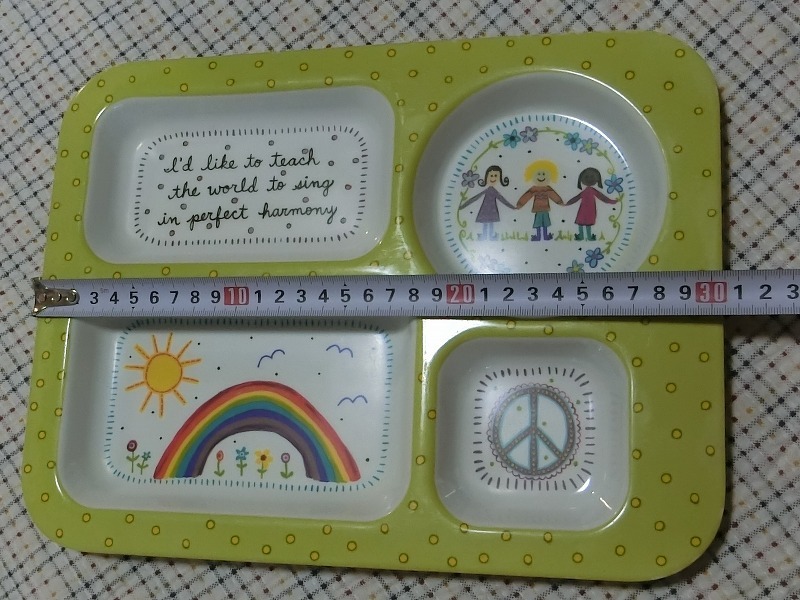 I'd like to teach
the world to sing
in perfect harmony
3 4 5 6 7 8 9 10 1 2 3 4 5 6 7 8 9 20 1 2 3 4 5 6 7 8 9 30 1 2 3